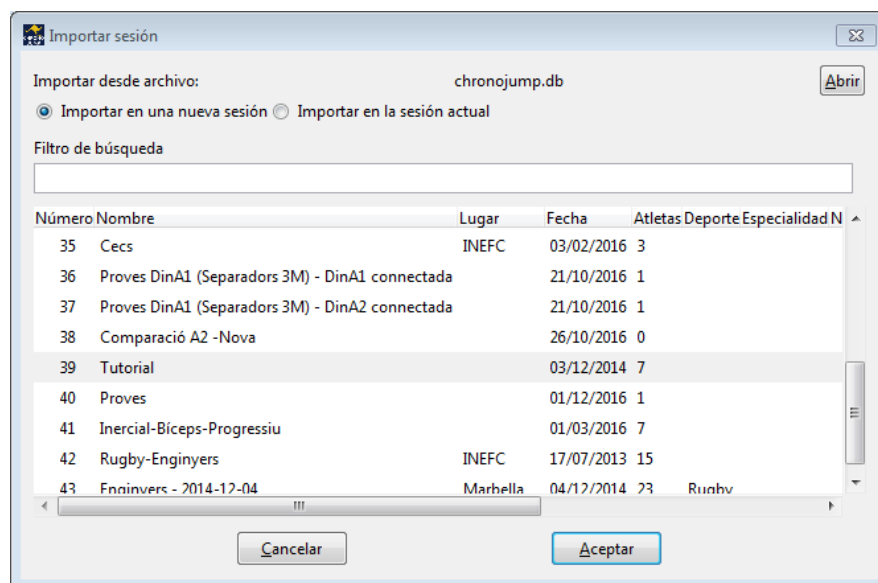 Importar sesión
Importar desde archivo: chronojump.db Abrir
Importar en una nueva sesión Importar en la sesión actual
Filtro de búsqueda
Número Nombre Lugar Fecha Atletas Deporte Especialidad N
35 Cecs INEFC 03/02/2016 3
36 Proves DinA1 (Separadors 3M) - DinA1 connectada 21/10/2016 1
37 Proves DinA1 (Separadors 3M) - DinA2 connectada 21/10/2016 1
38 Comparació A2 -Nova 26/10/2016 0
39 Tutorial 03/12/2014 7
40 Proves 01/12/2016 1
41 Inercial-Bíceps-Progressiu 01/03/2016 7
42 Rugby-Enginyers INEFC 17/07/2013 15
43 Enginyers - 2014-12-04 Marbella 04/12/2014 23 Rugby
Cancelar Aceptar